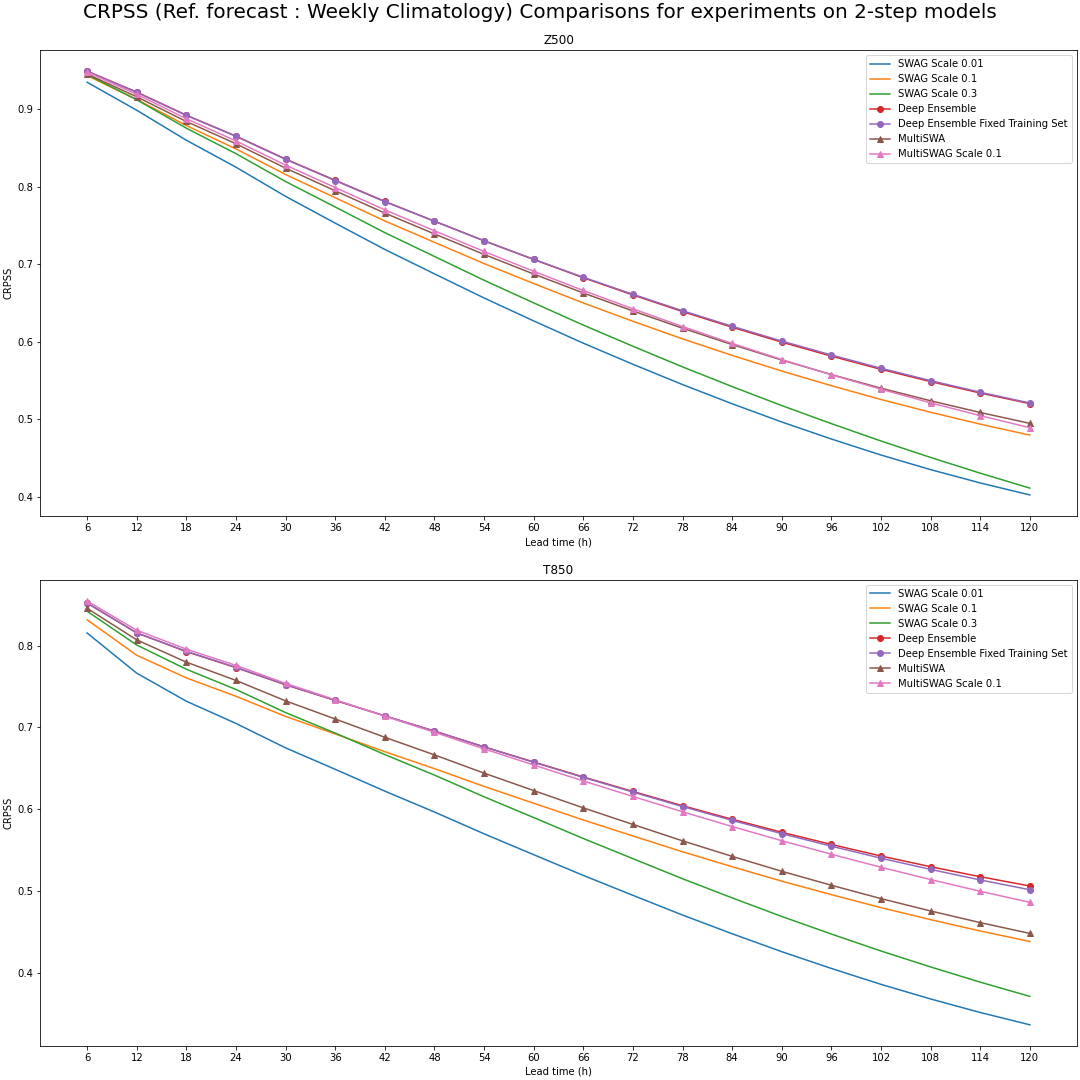 CRPSS (Ref. forecast : Weekly Climatology) Comparisons for experiments on 2-step models
Z500
SWAG Scale 0.01
SWAG Scale 0.1
SWAG Scale 0.3
Deep Ensemble
Deep Ensemble Fixed Training Set
MultiSWA
MultiSWAG Scale 0.1
0.9
0.8
0.7
0.6
0.5
0.4
CRPSS
6 12 18 24 30 36 42 48 54 60 66 72 78 84 90 96 102 108 114 120
Lead time (h)
T850
SWAG Scale 0.01
SWAG Scale 0.1
SWAG Scale 0.3
Deep Ensemble
Deep Ensemble Fixed Training Set
MultiSWA
MultiSWAG Scale 0.1
0.8
0.7
0.6
0.5
0.4
CRPSS
6 12 18 24 30 36 42 48 54 60 66 72 78 84 90 96 102 108 114 120
Lead time (h)